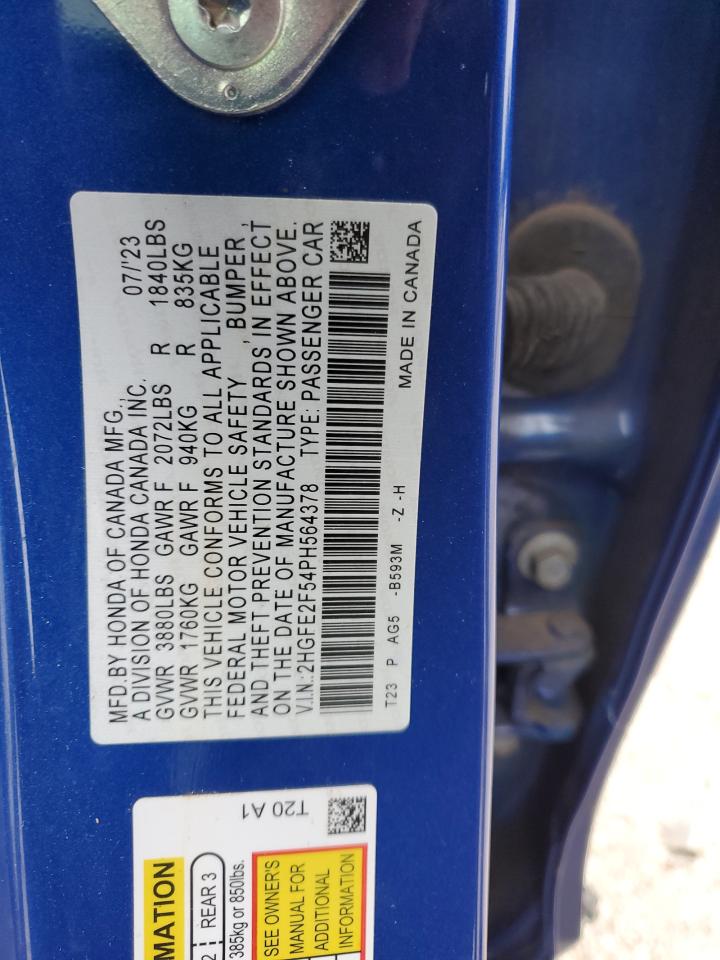 MFD.BY HONDA OF CANADA MFG., 07/'23
A DIVISION OF HONDA CANADA INC.
GVWR 3880LBS GAWR F 2072LBS R 1840LBS
GVWR 1760KG GAWR F 940KG R 835KG
THIS VEHICLE CONFORMS TO ALL APPLICABLE
FEDERAL MOTOR VEHICLE SAFETY , BUMPER ,
AND THEFT PREVENTION STANDARDS IN EFFECT
ON THE DATE OF MANUFACTURE SHOWN ABOVE.
V.I.N.:2HGFE2F54PH564378 TYPE: PASSENGER CAR
T23 P AG5 -B593M -Z -H MADE IN CANADA
MATION
2 REAR 3
385kg or 850lbs.
SEE OWNER'S
MANUAL FOR
ADDITIONAL
INFORMATION
T20 A1